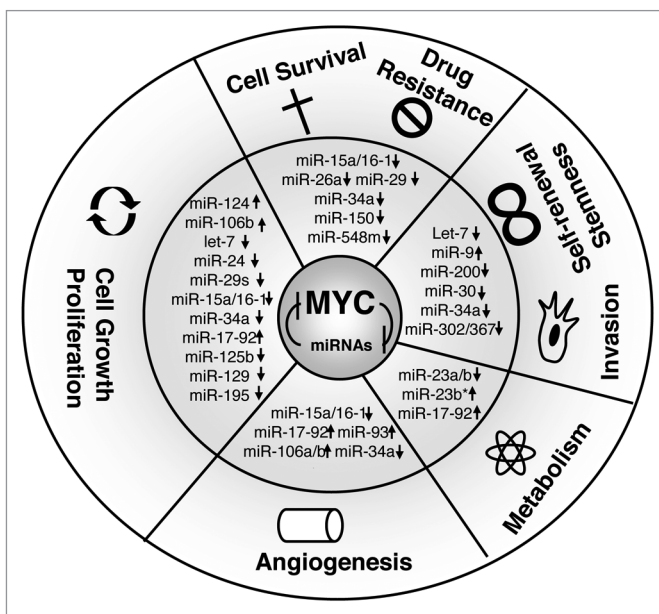 Cell Survival
Drug
Resistance
miR-15a/16-1↓
miR-26a↓ miR-29 ↓
miR-34a↓
miR-150↓
miR-548m↓
Self-renewal
Stemness
Invasion
Let-7 ↓
miR-9↑
miR-200↓
miR-30↓
miR-34a↓
miR-302/367↓
Metabolism
miR-23a/b↓
miR-23b*↑
miR-17-92↑
Angiogenesis
miR-15a/16-1↓
miR-17-92↑ miR-93↑
miR-106a/b↑ miR-34a↓
Cell Growth
Proliferation
miR-124↑
miR-106b↑
let-7 ↓
miR-24 ↓
miR-29s ↓
miR-15a/16-1↓
miR-34a ↓
miR-17-92↑
miR-125b↓
miR-129 ↓
miR-195 ↓
MYC
miRNAs